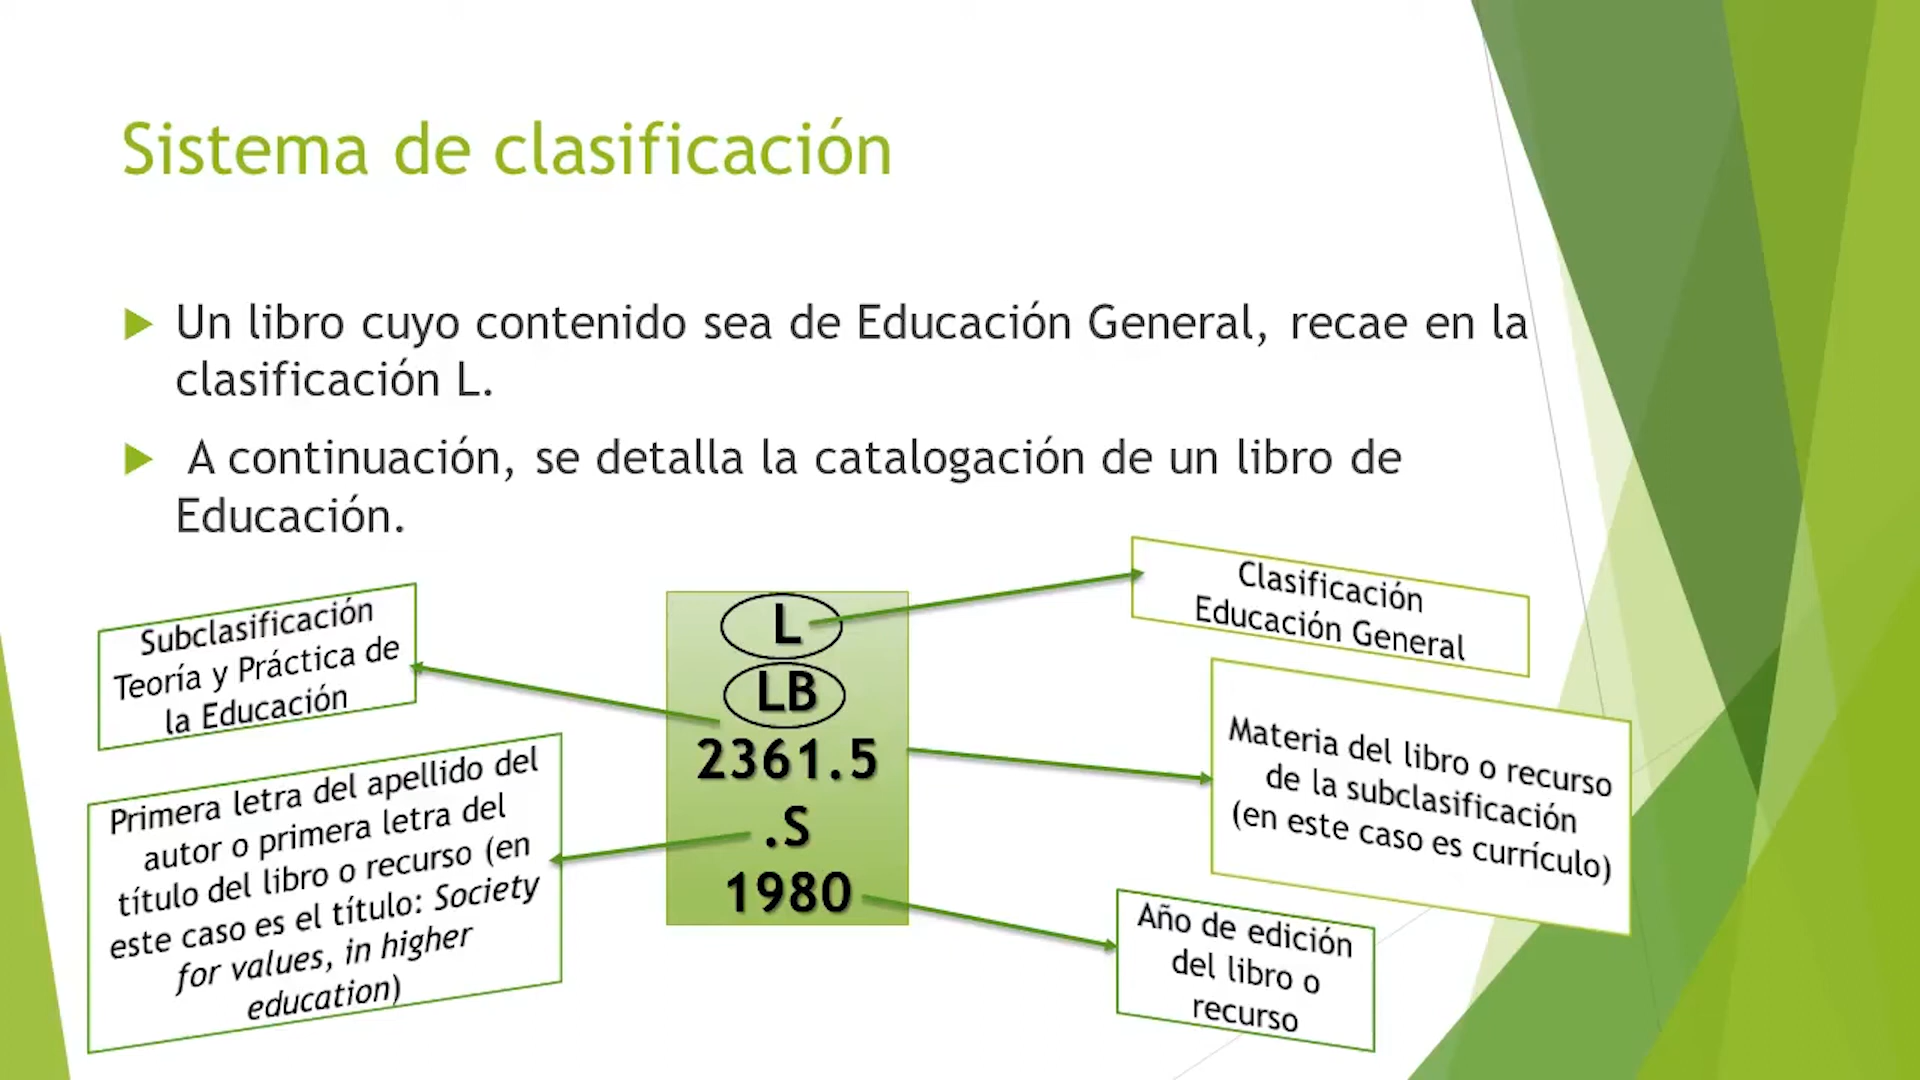 Sistema de clasificación
Un libro cuyo contenido sea de Educación General, recae en la
clasificación L.
A continuación, se detalla la catalogación de un libro de
Educación.
Subclasificación
Teoría y Práctica de
la Educación
Primera letra del apellido del
autor o primera letra del
título del libro o recurso (en
este caso es el título: Society
for values, in higher
education)
L
LB
2361.5
.S
1980
Clasificación
Educación General
Materia del libro o recurso
de la subclasificación
(en este caso es currículo)
Año de edición
del libro o
recurso